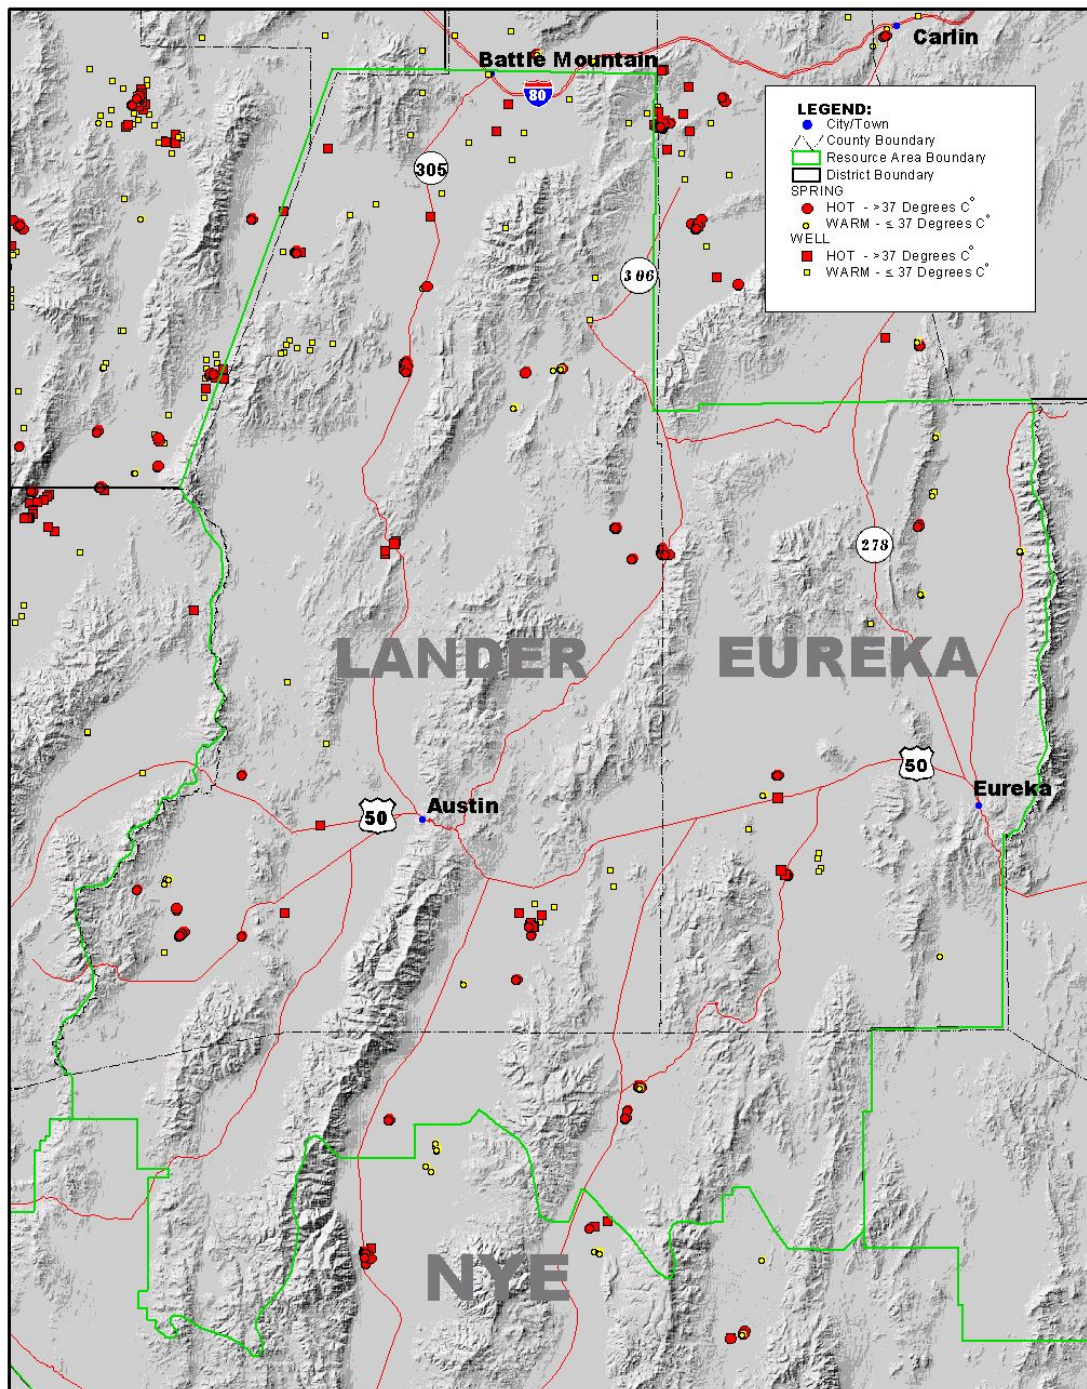 Carlin
Battle Mountain
80
LEGEND:
City/Town
County Boundary
Resource Area Boundary
District Boundary
SPRING
HOT - >37 Degrees C°
WARM - ≤ 37 Degrees C°
WELL
HOT - >37 Degrees C°
WARM - ≤ 37 Degrees C°
305
306
278
LANDER
EUREKA
50
Eureka
Austin
50
NYE